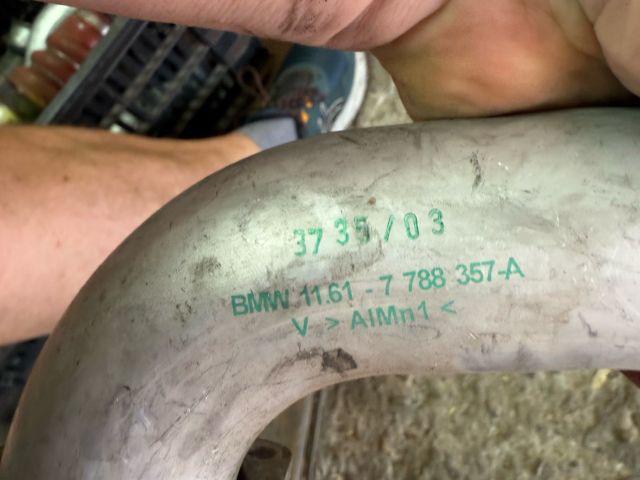 3735/03
BMW 11.61 - 7 788 357-A
V > AlMn1 <